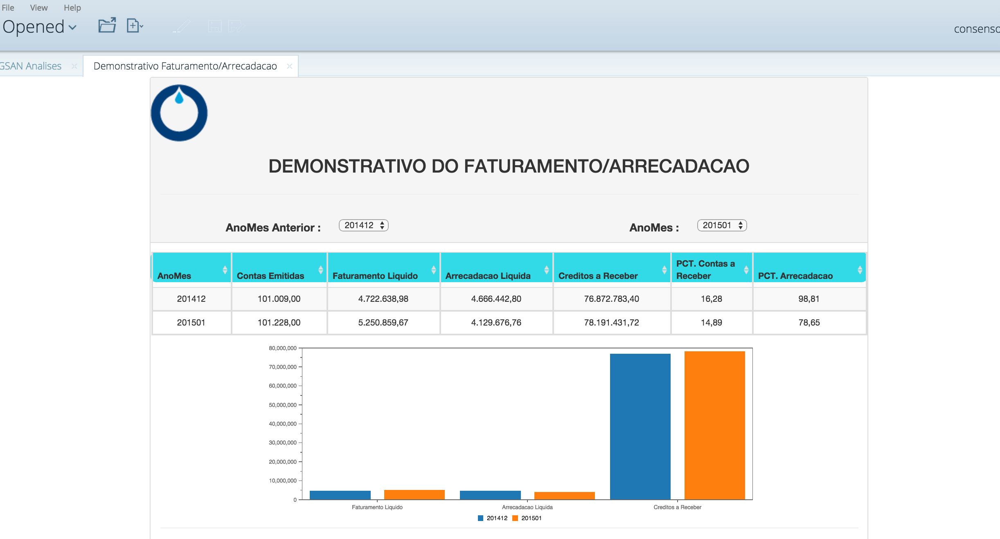 File View Help
Opened
consenso
GSAN Analises
Demonstrativo Faturamento/Arrecadacao
DEMONSTRATIVO DO FATURAMENTO/ARRECADACAO
AnoMes Anterior : 201412 AnoMes : 201501
AnoMes Contas Emitidas Faturamento Liquido Arrecadacao Liquida Creditos a Receber PCT. Contas a Receber PCT. Arrecadacao
201412 101.009,00 4.722.638,98 4.666.442,80 76.872.783,40 16,28 98,81
201501 101.228,00 5.250.859,67 4.129.676,76 78.191.431,72 14,89 78,65
80,000,000
70,000,000
60,000,000
50,000,000
40,000,000
30,000,000
20,000,000
10,000,000
0
Faturamento Liquido Arrecadacao Liquida Creditos a Receber
201412 201501